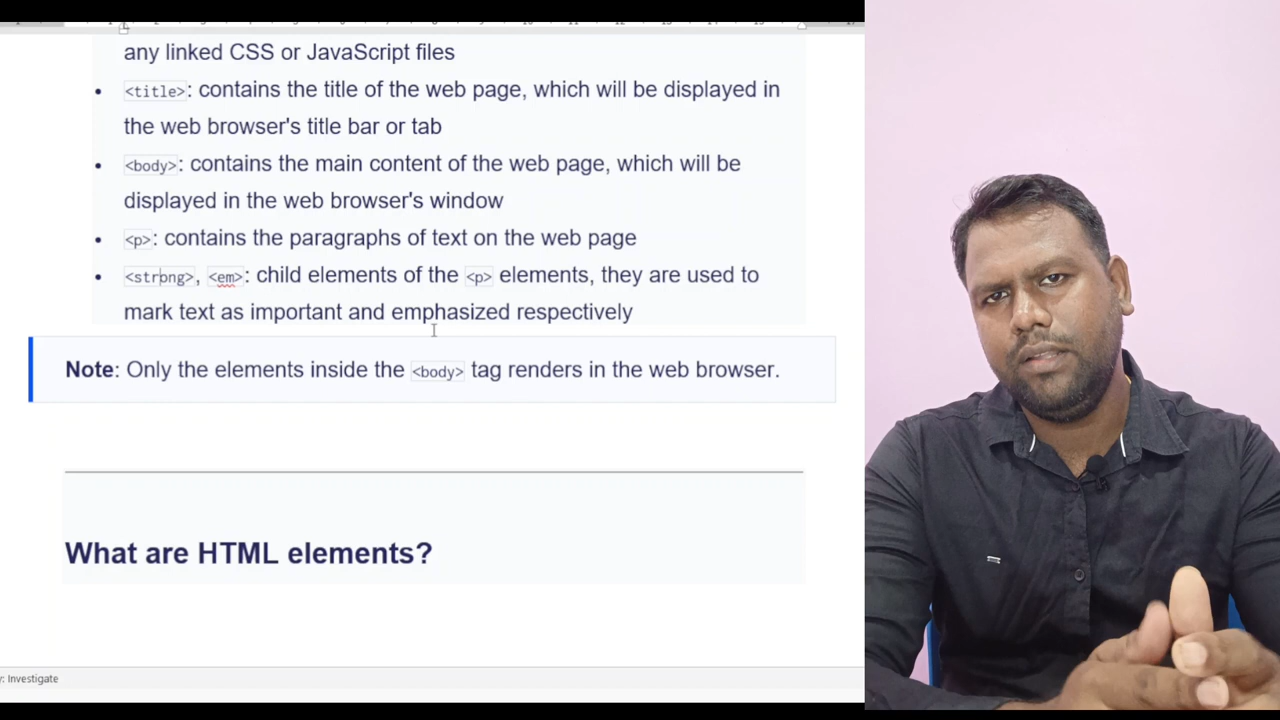 any linked CSS or JavaScript files
<title>: contains the title of the web page, which will be displayed in
the web browser's title bar or tab
<body>: contains the main content of the web page, which will be
displayed in the web browser's window
<p>: contains the paragraphs of text on the web page
<strong>, <em>: child elements of the <p> elements, they are used to
mark text as important and emphasized respectively
Note: Only the elements inside the <body> tag renders in the web browser.
What are HTML elements?
: Investigate